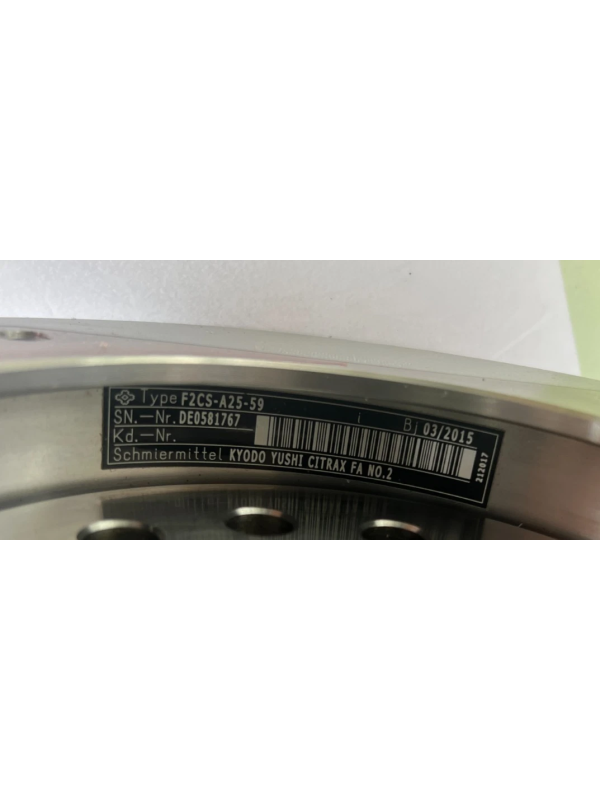 Type F2CS-A25-59 i Bj 03/2015
SN.-Nr. DE0581767
Kd.-Nr.
Schmiermittel KYODO YUSHI CITRAX FA NO.2
212017